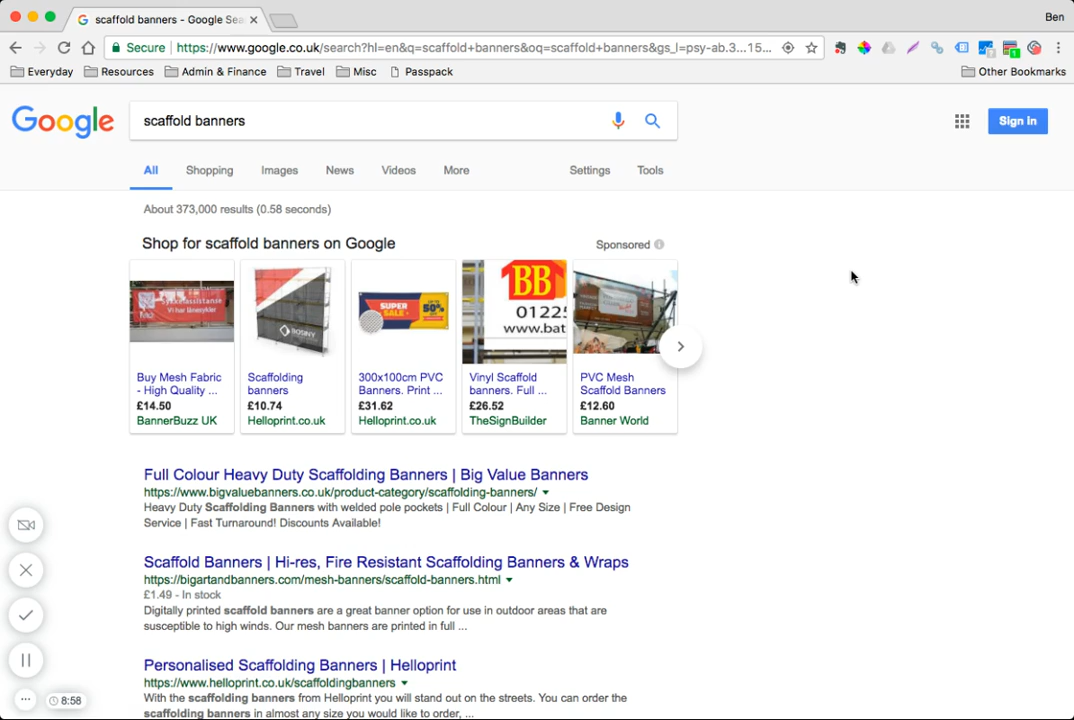 scaffold banners - Google Sea
Ben
Secure
https://www.google.co.uk/search?hl=en&q=scaffold+banners&oq=scaffold+banners&gs_l=psy-ab.3...15...
Everyday
Resources
Admin & Finance
Travel
Misc
Passpack
Other Bookmarks
Google
scaffold banners
Sign in
All
Shopping
Images
News
Videos
More
Settings
Tools
About 373,000 results (0.58 seconds)
Shop for scaffold banners on Google
Sponsored
Sykkelassistanse
SUPER
SALE
50%
BOTINY
BB
01225
www.bat
Buy Mesh Fabric
- High Quality ...
£14.50
BannerBuzz UK
Scaffolding
banners
£10.74
Helloprint.co.uk
300x100cm PVC
Banners. Print ...
£31.62
Helloprint.co.uk
Vinyl Scaffold
banners. Full ...
£26.52
TheSignBuilder
PVC Mesh
Scaffold Banners
£12.60
Banner World
Full Colour Heavy Duty Scaffolding Banners | Big Value Banners
https://www.bigvaluebanners.co.uk/product-category/scaffolding-banners/
Heavy Duty Scaffolding Banners with welded pole pockets | Full Colour | Any Size | Free Design
Service | Fast Turnaround! Discounts Available!
Scaffold Banners | Hi-res, Fire Resistant Scaffolding Banners & Wraps
https://bigartandbanners.com/mesh-banners/scaffold-banners.html
£1.49 - In stock
Digitally printed scaffold banners are a great banner option for use in outdoor areas that are
susceptible to high winds. Our mesh banners are printed in full ...
Personalised Scaffolding Banners | Helloprint
https://www.helloprint.co.uk/scaffoldingbanners
With the scaffolding banners from Helloprint you will stand out on the streets. You can order the
scaffolding banners in almost any size you would like to order, ...
8:58